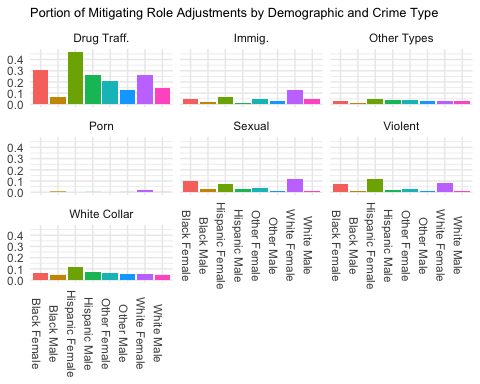 Portion of Mitigating Role Adjustments by Demographic and Crime Type
Drug Traff.
Immig.
Other Types
0.4
0.3
0.2
0.1
0.0
Porn
Sexual
Violent
0.4
0.3
0.2
0.1
0.0
White Collar
0.4
0.3
0.2
0.1
0.0
Black Female
Black Male
Hispanic Female
Hispanic Male
Other Female
Other Male
White Female
White Male
Black Female
Black Male
Hispanic Female
Hispanic Male
Other Female
Other Male
White Female
White Male
Black Female
Black Male
Hispanic Female
Hispanic Male
Other Female
Other Male
White Female
White Male